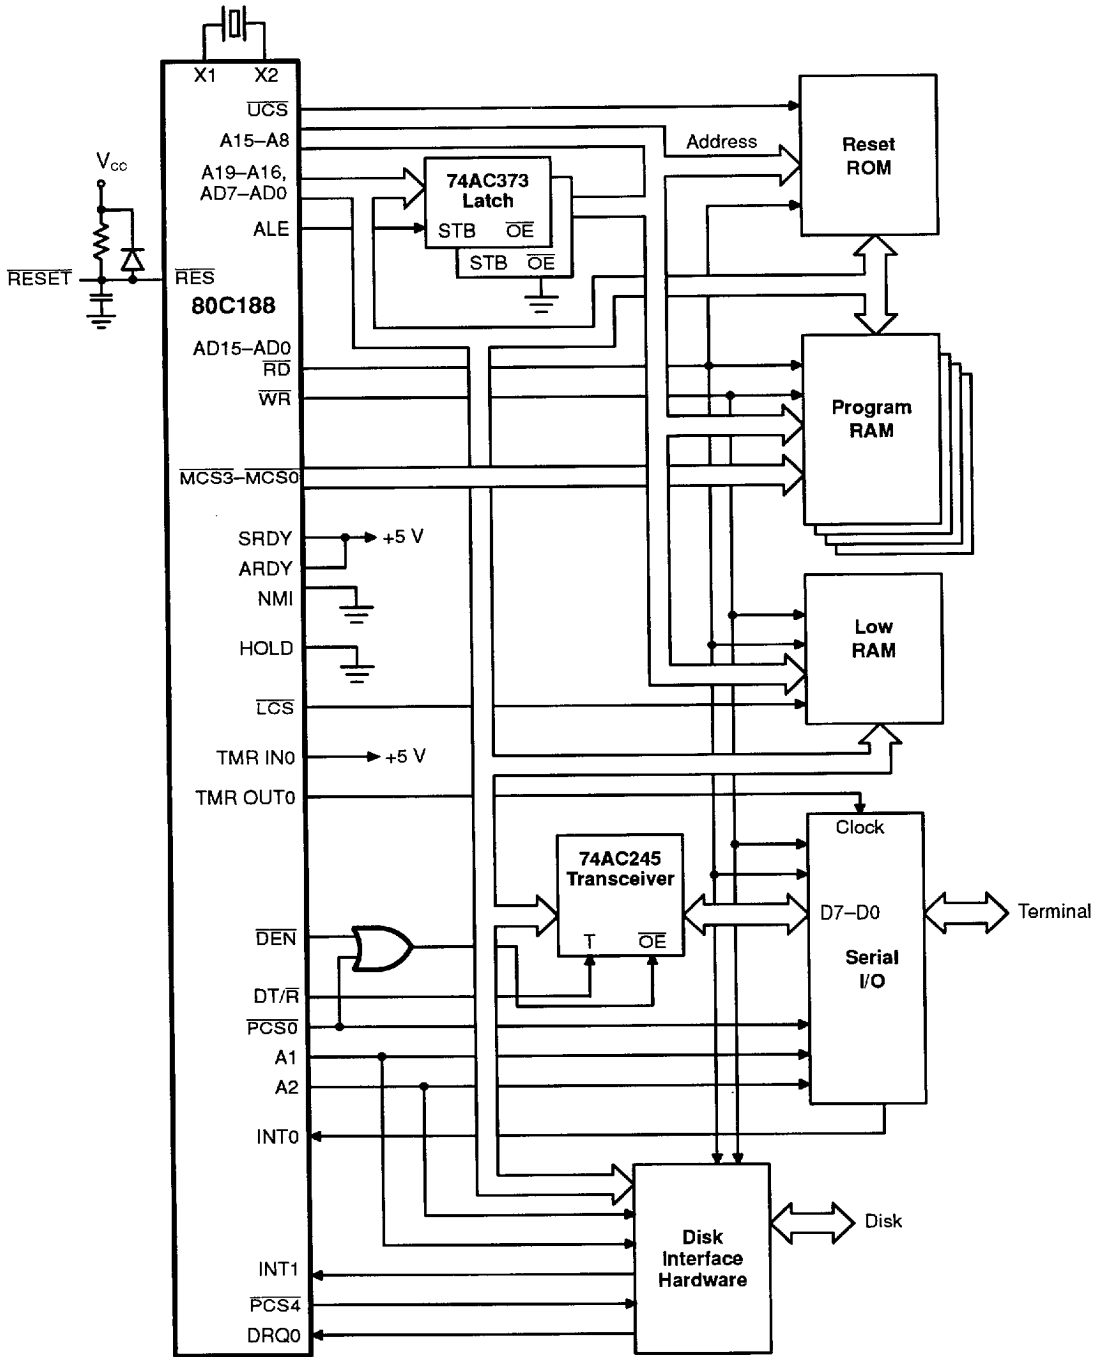 X1 X2
UCS
A15–A8
A19–A16,
AD7–AD0
ALE
V_CC
RESET
RES
80C188
AD15–AD0
RD
WR
MCS3–MCS0
SRDY
ARDY
+5 V
NMI
HOLD
LCS
TMR IN0
+5 V
TMR OUT0
DEN
DT/R
PCS0
A1
A2
INT0
INT1
PCS4
DRQ0
74AC373
Latch
STB OE
STB OE
Address
Reset
ROM
Program
RAM
Low
RAM
74AC245
Transceiver
T OE
Clock
D7–D0
Serial
I/O
Terminal
Disk
Interface
Hardware
Disk